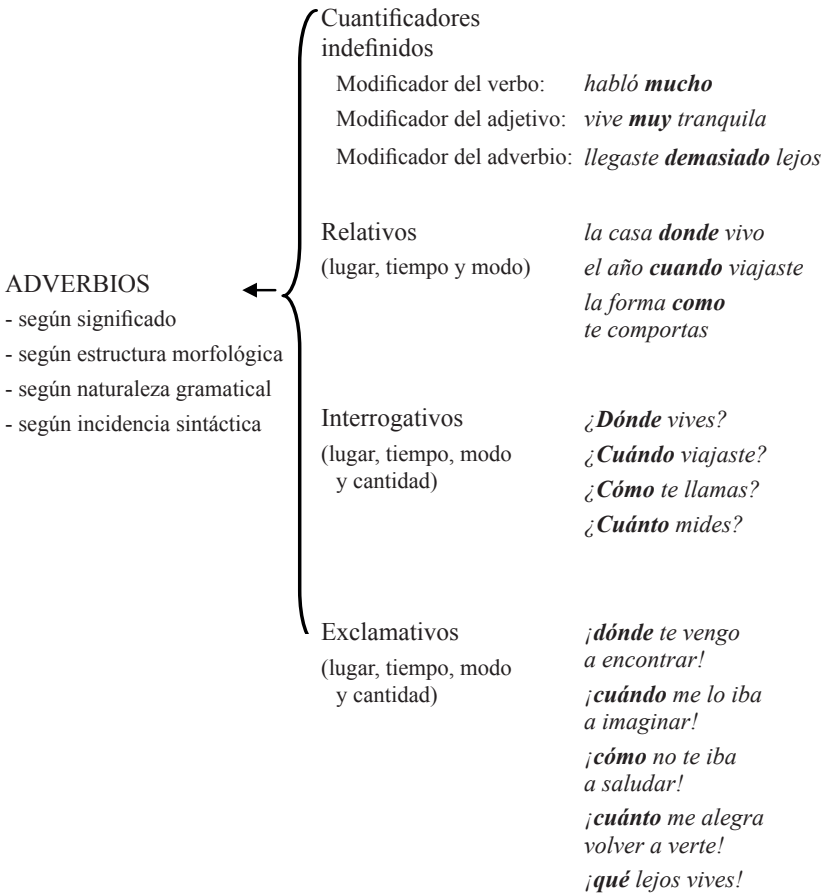 Cuantificadores
indefinidos
Modificador del verbo: habló mucho
Modificador del adjetivo: vive muy tranquila
Modificador del adverbio: llegaste demasiado lejos
ADVERBIOS
- según significado
- según estructura morfológica
- según naturaleza gramatical
- según incidencia sintáctica
Relativos
(lugar, tiempo y modo)
la casa donde vivo
el año cuando viajaste
la forma como
te comportas
Interrogativos
(lugar, tiempo, modo
y cantidad)
¿Dónde vives?
¿Cuándo viajaste?
¿Cómo te llamas?
¿Cuánto mides?
Exclamativos
(lugar, tiempo, modo
y cantidad)
¡dónde te vengo
a encontrar!
¡cuándo me lo iba
a imaginar!
¡cómo no te iba
a saludar!
¡cuánto me alegra
volver a verte!
¡qué lejos vives!